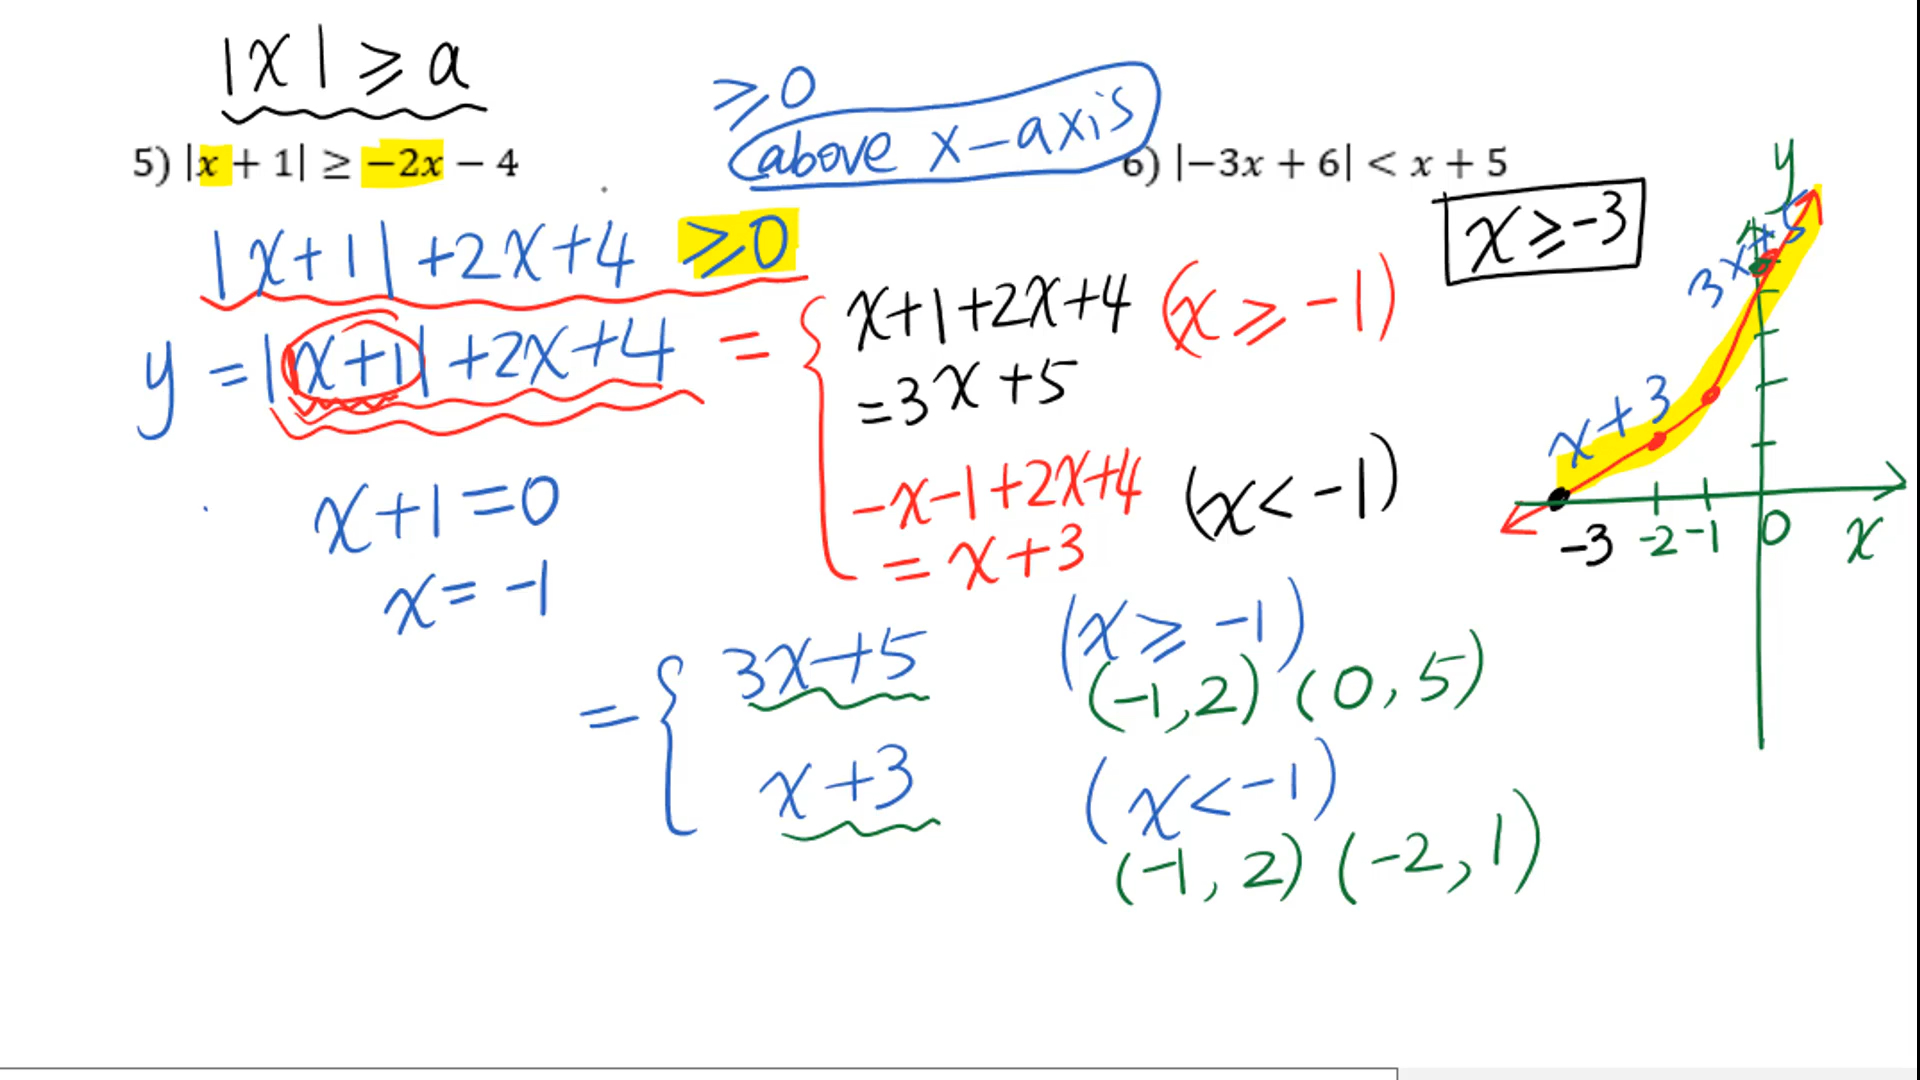 |x| ≥ a
≥ 0
above x-axis
5) |x + 1| ≥ −2x − 4
6) |−3x + 6| < x + 5
|x+1| +2x+4 ≥0
x ≥ -3
y = |x+1| +2x+4 =
x+1+2x+4 (x ≥ -1)
=3x+5
-x-1+2x+4 (x< -1)
= x+3
x+1=0
x= -1
= 3x+5 (x ≥ -1)
(-1,2) (0,5)
x+3 (x< -1)
(-1, 2) (-2, 1)
y
3x+5
x+3
-3 -2 -1 0 x